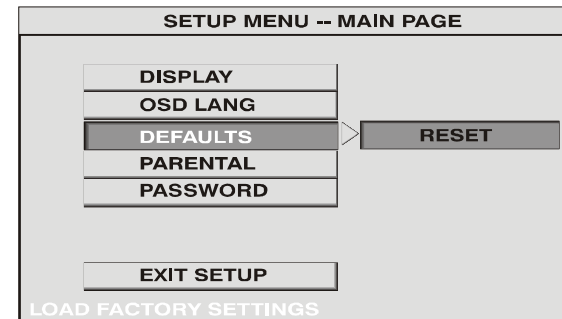 SETUP MENU -- MAIN PAGE
DISPLAY
OSD LANG
DEFAULTS RESET
PARENTAL
PASSWORD
EXIT SETUP
LOAD FACTORY SETTINGS